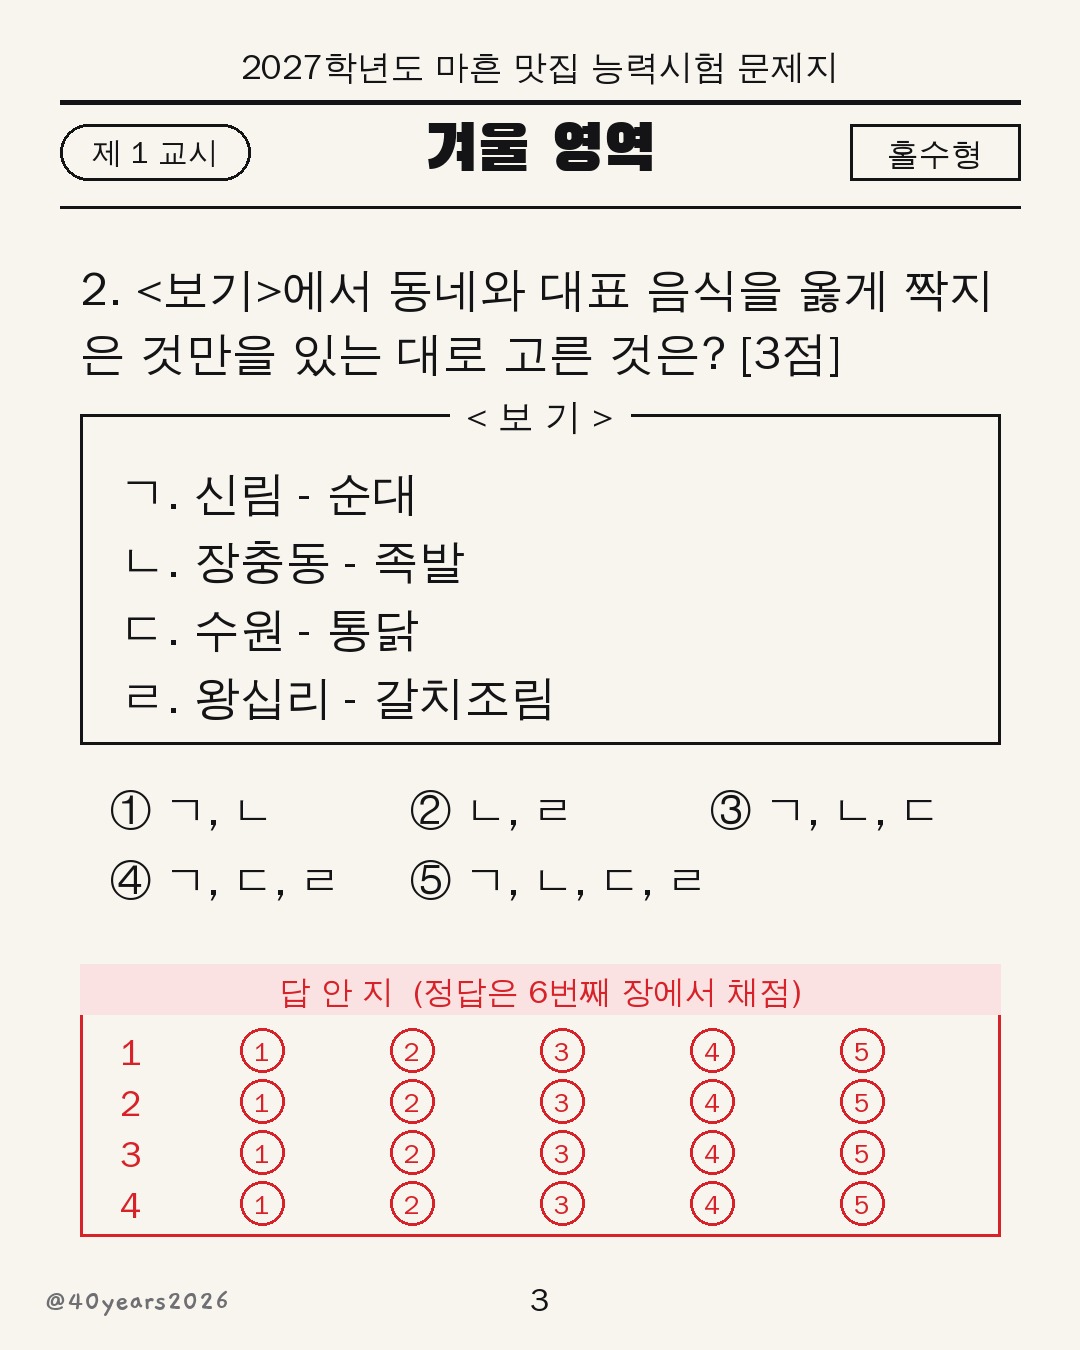 2027학년도 마흔 맛집 능력시험 문제지
제 1 교시
겨울 영역
홀수형
2. <보기>에서 동네와 대표 음식을 옳게 짝지
은 것만을 있는 대로 고른 것은? [3점]
< 보 기 >
ㄱ. 신림 - 순대
ㄴ. 장충동 - 족발
ㄷ. 수원 - 통닭
ㄹ. 왕십리 - 갈치조림
① ㄱ, ㄴ ② ㄴ, ㄹ ③ ㄱ, ㄴ, ㄷ
④ ㄱ, ㄷ, ㄹ ⑤ ㄱ, ㄴ, ㄷ, ㄹ
답 안 지 (정답은 6번째 장에서 채점)
1 ① ② ③ ④ ⑤
2 ① ② ③ ④ ⑤
3 ① ② ③ ④ ⑤
4 ① ② ③ ④ ⑤
@40years2026
3